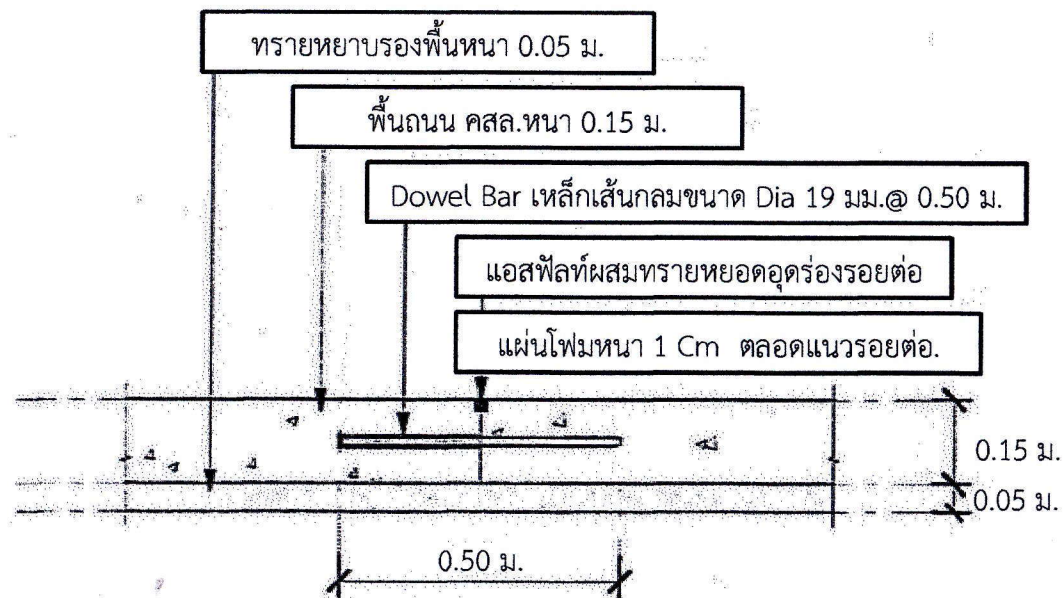 ทรายหยาบรองพื้นหนา 0.05 ม.
พื้นถนน คสล.หนา 0.15 ม.
Dowel Bar เหล็กเส้นกลมขนาด Dia 19 มม.@ 0.50 ม.
แอสฟัลท์ผสมทรายหยอดอุดร่องรอยต่อ
แผ่นโฟมหนา 1 Cm ตลอดแนวรอยต่อ.
0.15 ม.
0.05 ม.
0.50 ม.